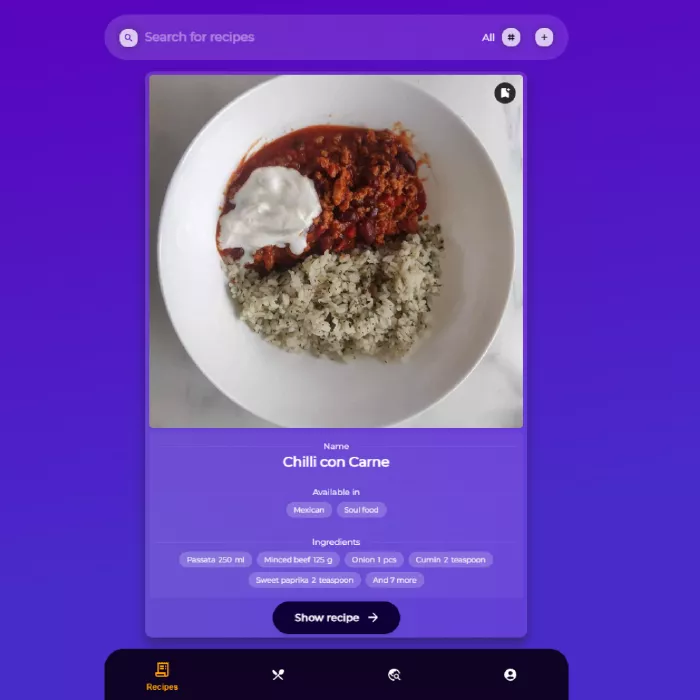 Search for recipes All
Name
Chilli con Carne
Available in
Mexican Soul food
Ingredients
Passata 250 ml Minced beef 125 g Onion 1 pcs Cumin 2 teaspoon
Sweet paprika 2 teaspoon And 7 more
Show recipe
Recipes